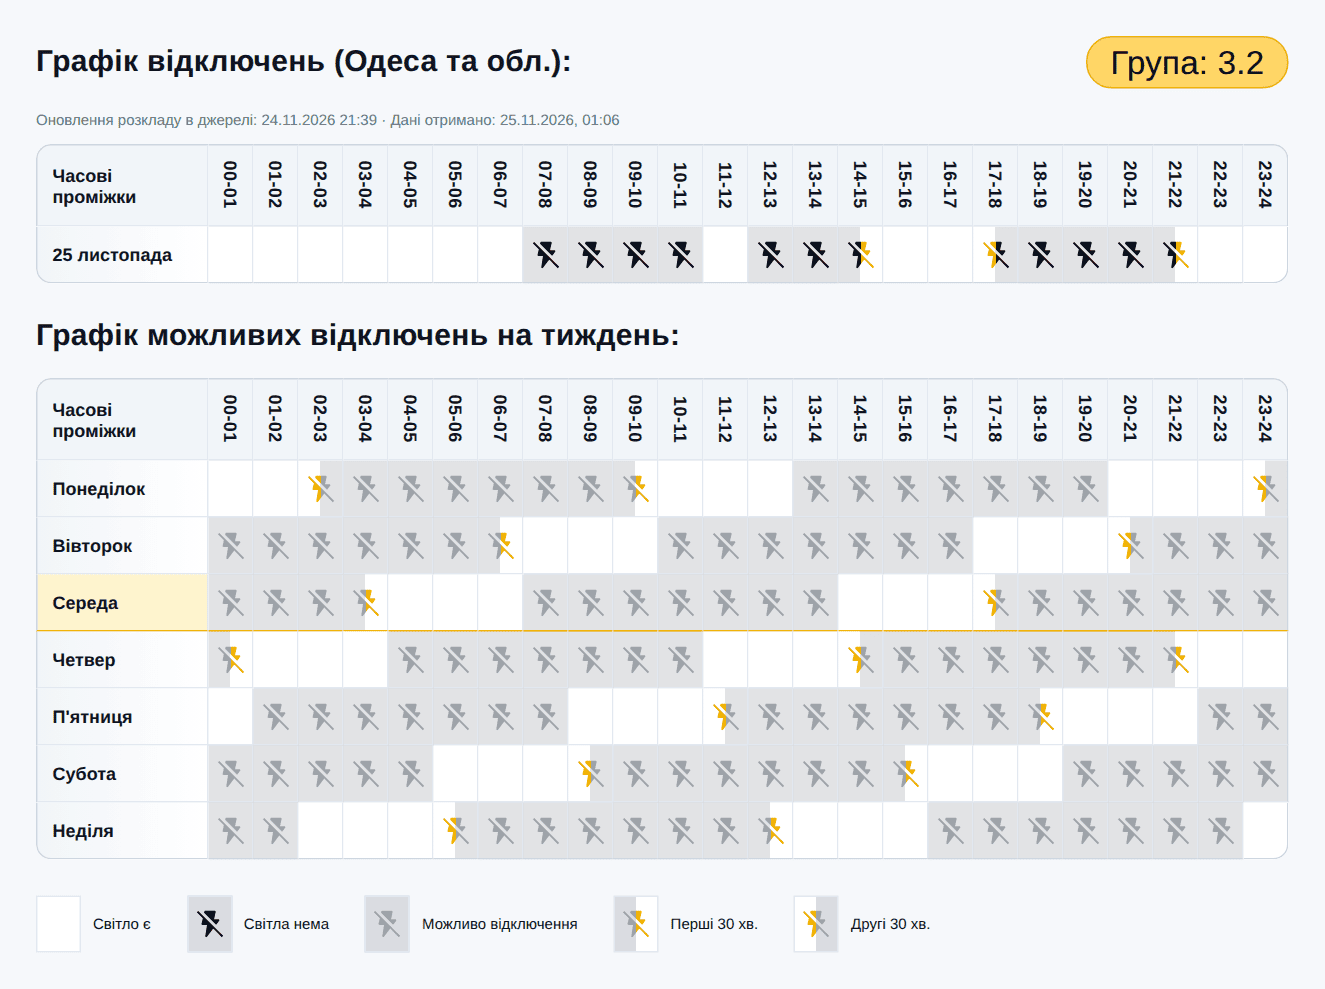 Графік відключень (Одеса та обл.):
Група: 3.2
Оновлення розкладу в джерелі: 24.11.2026 21:39 · Дані отримано: 25.11.2026, 01:06
Часові проміжки 00-01 01-02 02-03 03-04 04-05 05-06 06-07 07-08 08-09 09-10 10-11 11-12 12-13 13-14 14-15 15-16 16-17 17-18 18-19 19-20 20-21 21-22 22-23 23-24
25 листопада
Графік можливих відключень на тиждень:
Часові проміжки 00-01 01-02 02-03 03-04 04-05 05-06 06-07 07-08 08-09 09-10 10-11 11-12 12-13 13-14 14-15 15-16 16-17 17-18 18-19 19-20 20-21 21-22 22-23 23-24
Понеділок
Вівторок
Середа
Четвер
П'ятниця
Субота
Неділя
Світло є Світла нема Можливо відключення Перші 30 хв. Другі 30 хв.